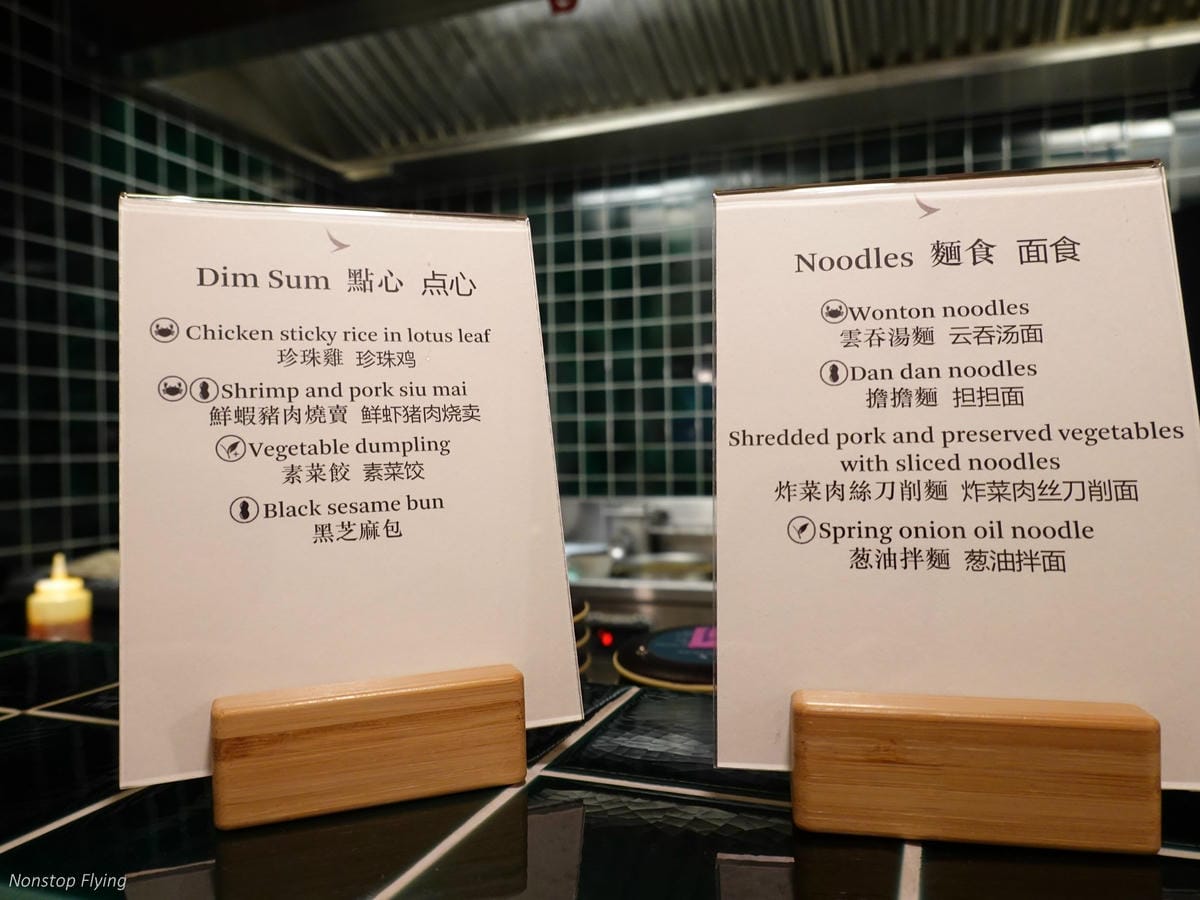 Dim Sum 點心 点心
Chicken sticky rice in lotus leaf
珍珠雞 珍珠鸡
Shrimp and pork siu mai
鮮蝦豬肉燒賣 鲜虾猪肉烧卖
Vegetable dumpling
素菜餃 素菜饺
Black sesame bun
黑芝麻包
Noodles 麵食 面食
Wonton noodles
雲吞湯麵 云吞汤面
Dan dan noodles
擔擔麵 担担面
Shredded pork and preserved vegetables
with sliced noodles
炸菜肉絲刀削麵 炸菜肉丝刀削面
Spring onion oil noodle
葱油拌麵 葱油拌面
Nonstop Flying